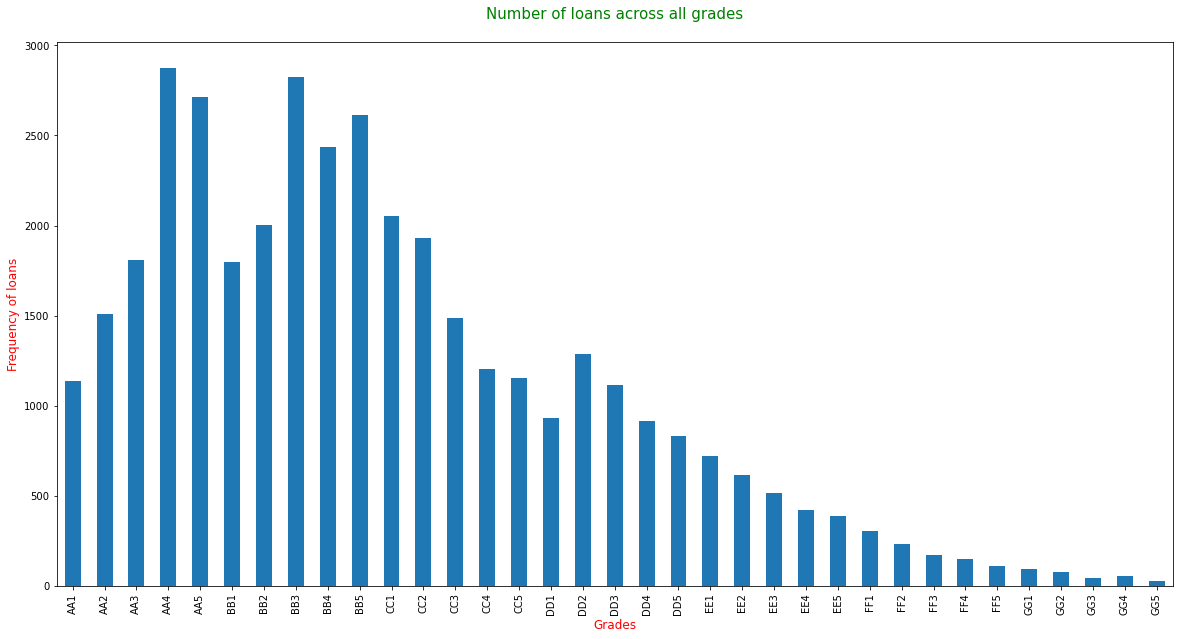 Number of loans across all grades
3000
2500
2000
1500
1000
500
0
Frequency of loans
AA1 AA2 AA3 AA4 AA5 BB1 BB2 BB3 BB4 BB5 CC1 CC2 CC3 CC4 CC5 DD1 DD2 DD3 DD4 DD5 EE1 EE2 EE3 EE4 EE5 FF1 FF2 FF3 FF4 FF5 GG1 GG2 GG3 GG4 GG5
Grades